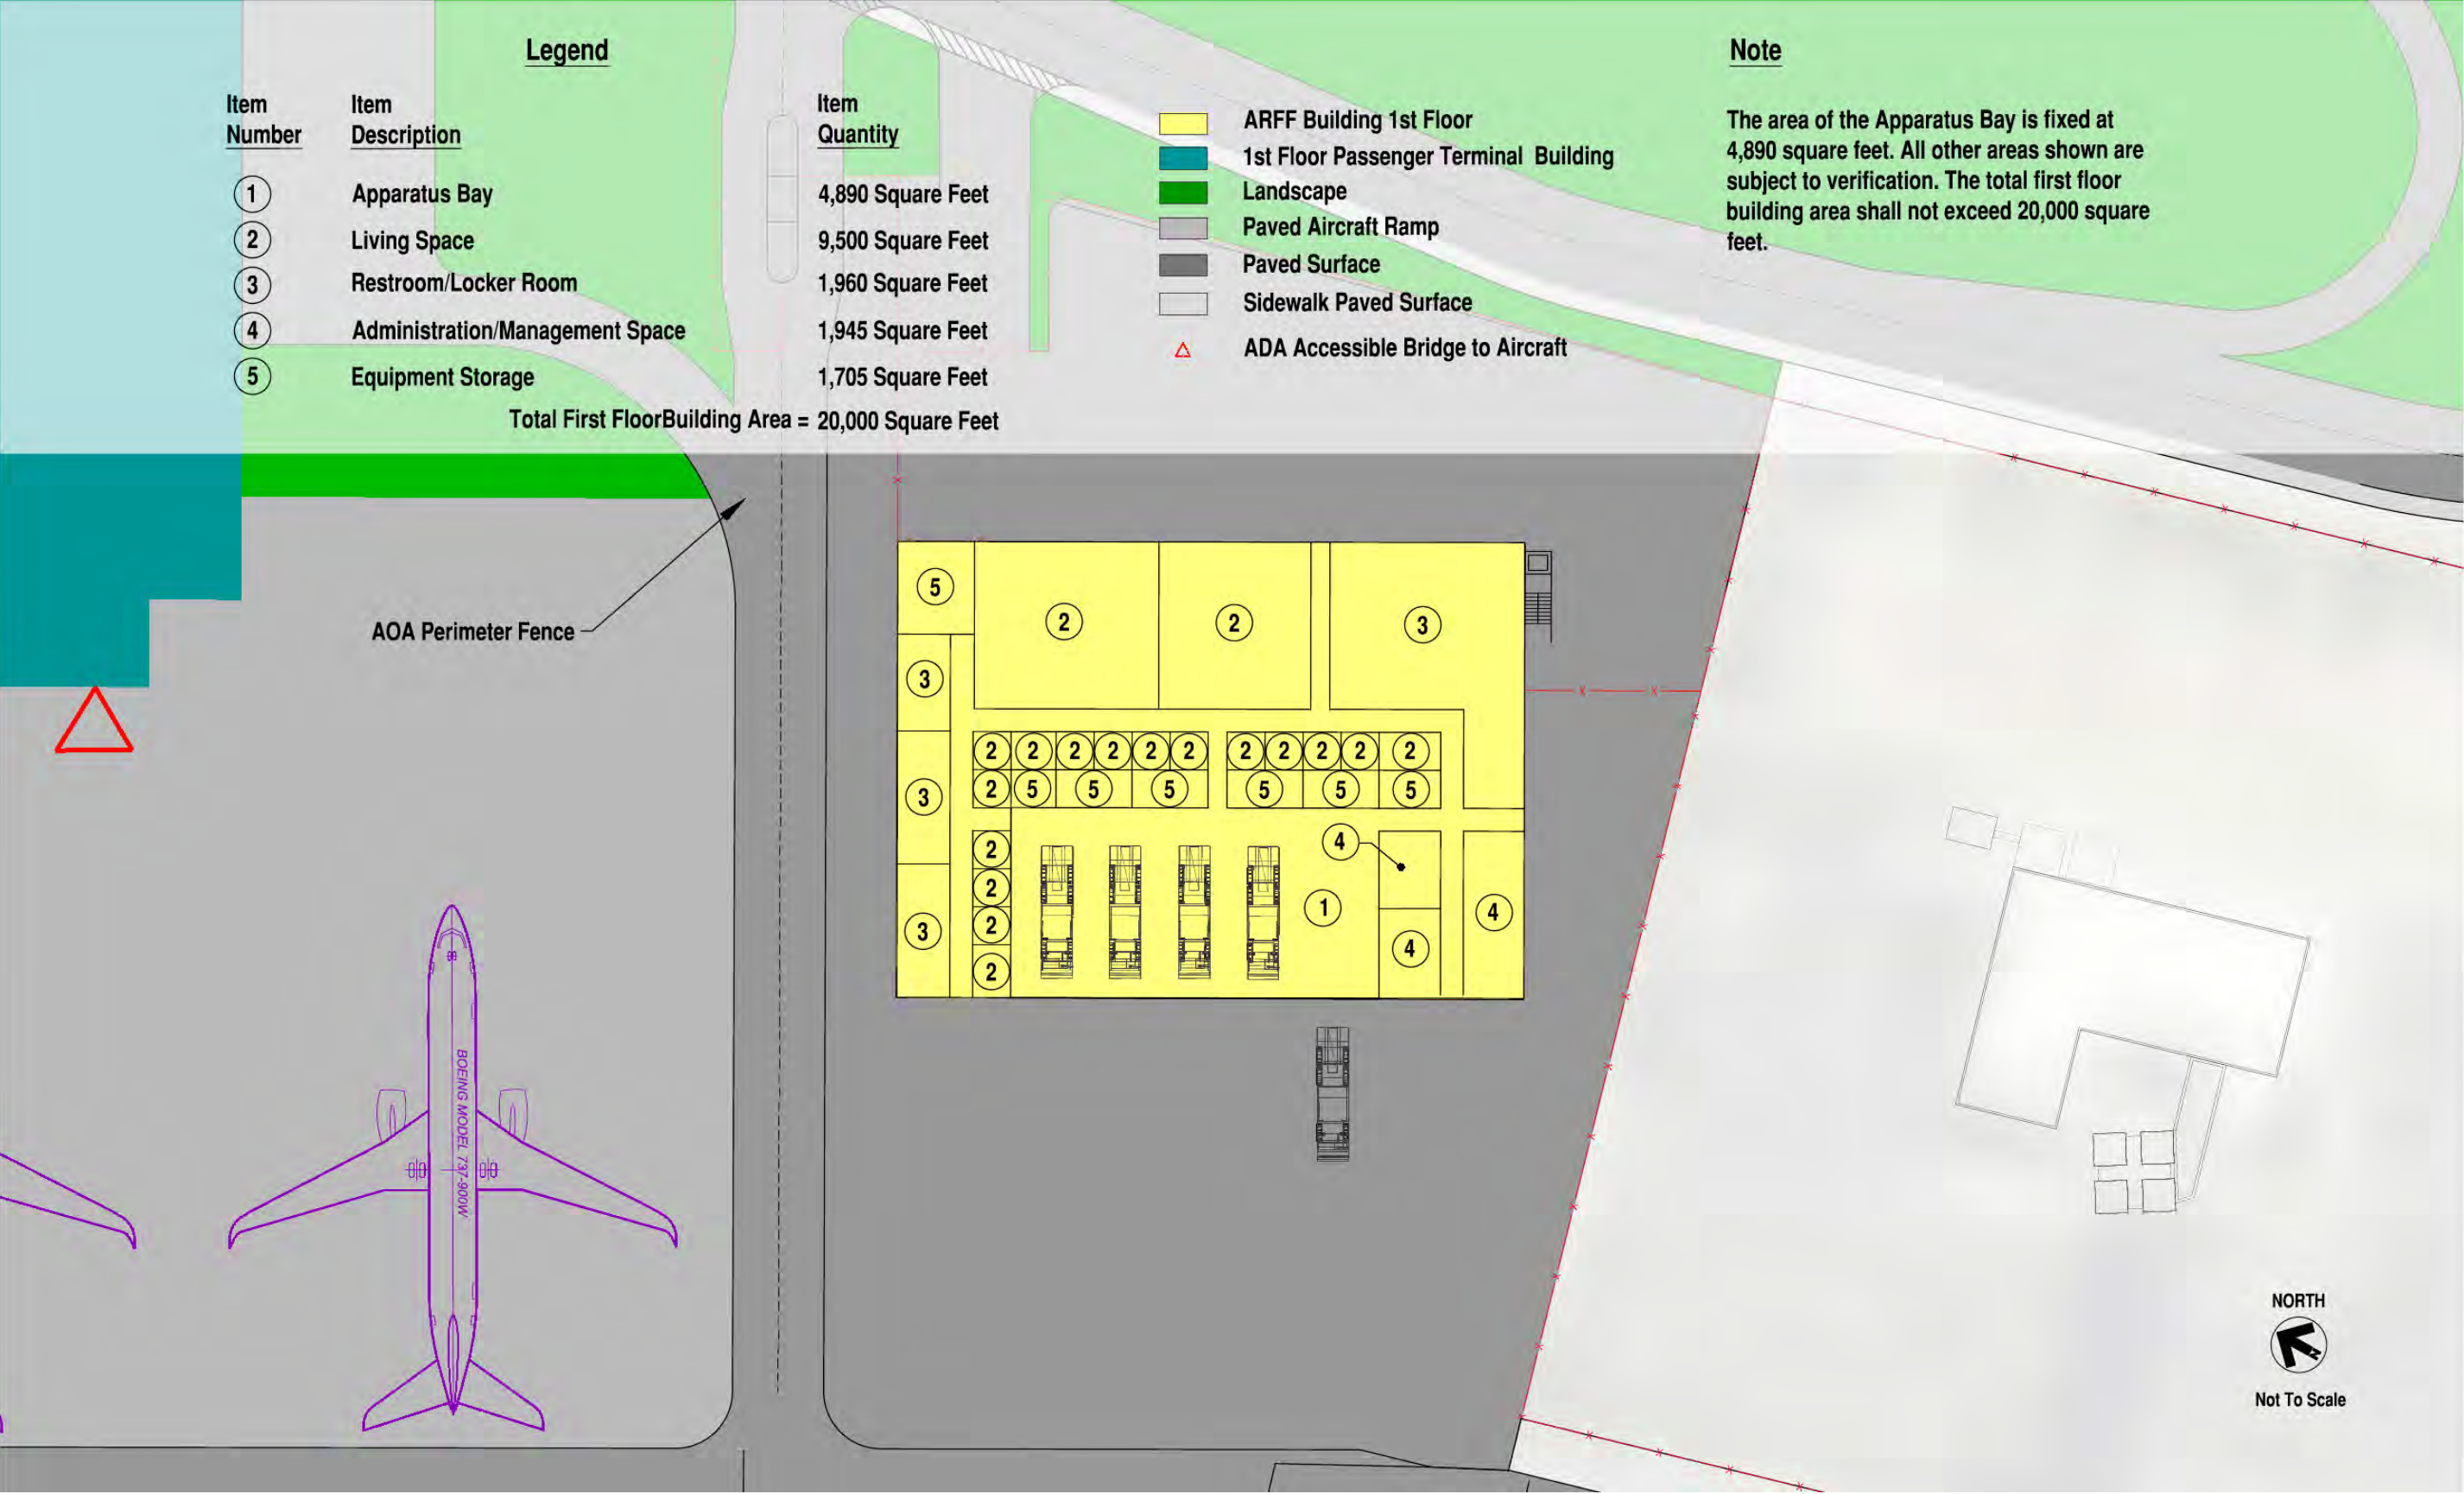 Legend
Item Number
Item Description
Item Quantity
1 Apparatus Bay 4,890 Square Feet
2 Living Space 9,500 Square Feet
3 Restroom/Locker Room 1,960 Square Feet
4 Administration/Management Space 1,945 Square Feet
5 Equipment Storage 1,705 Square Feet
Total First FloorBuilding Area = 20,000 Square Feet
ARFF Building 1st Floor
1st Floor Passenger Terminal Building
Landscape
Paved Aircraft Ramp
Paved Surface
Sidewalk Paved Surface
ADA Accessible Bridge to Aircraft
Note
The area of the Apparatus Bay is fixed at
4,890 square feet. All other areas shown are
subject to verification. The total first floor
building area shall not exceed 20,000 square
feet.
AOA Perimeter Fence
5 2 2 3
3
2 2 2 2 2 2 2 2 2 2 2
3 2 5 5 5 5 5 5
4
2
2 1 4
3 2 4
2
BOEING MODEL 737-900W
NORTH
Not To Scale